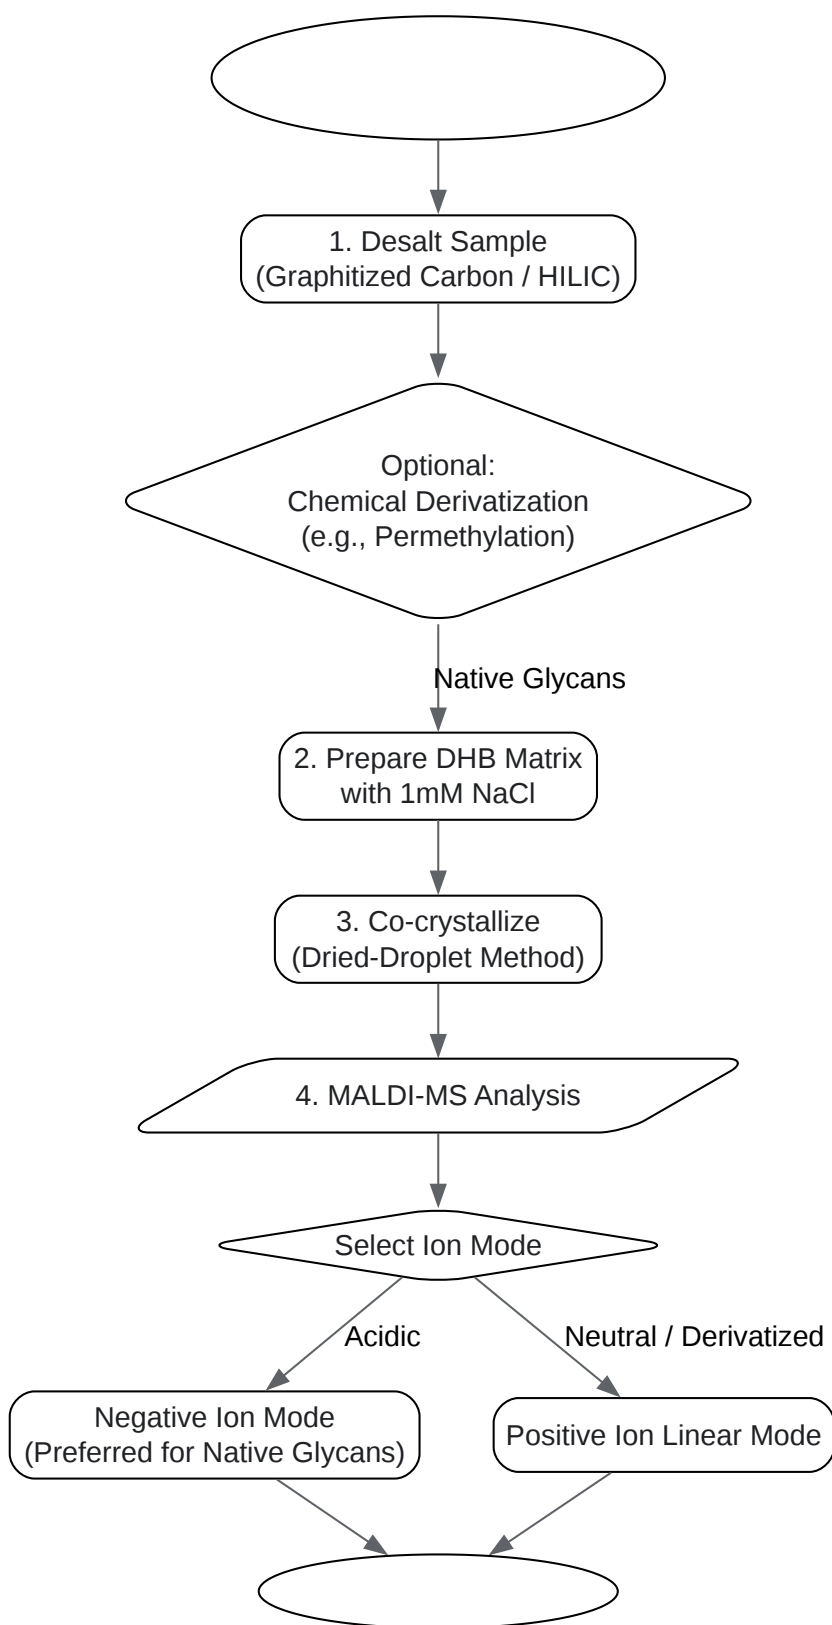 1. Desalt Sample
(Graphitized Carbon / HILIC)
Optional:
Chemical Derivatization
(e.g., Permethylation)
Native Glycans
2. Prepare DHB Matrix
with 1mM NaCl
3. Co-crystallize
(Dried-Droplet Method)
4. MALDI-MS Analysis
Select Ion Mode
Acidic
Neutral / Derivatized
Negative Ion Mode
(Preferred for Native Glycans)
Positive Ion Linear Mode